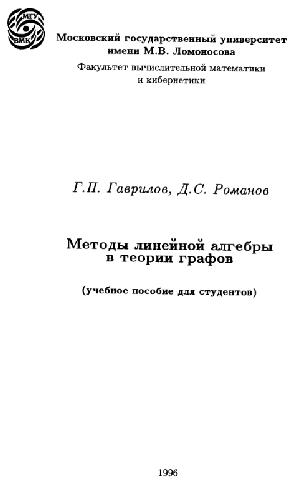 ВМК
Московский государственный университет
имени М.В. Ломоносова
Факультет вычислительной математики
и кибернетики
Г.П. Гаврилов, Д.С. Романов
Методы линейной алгебры
в теории графов
(учебное пособие для студентов)
1996